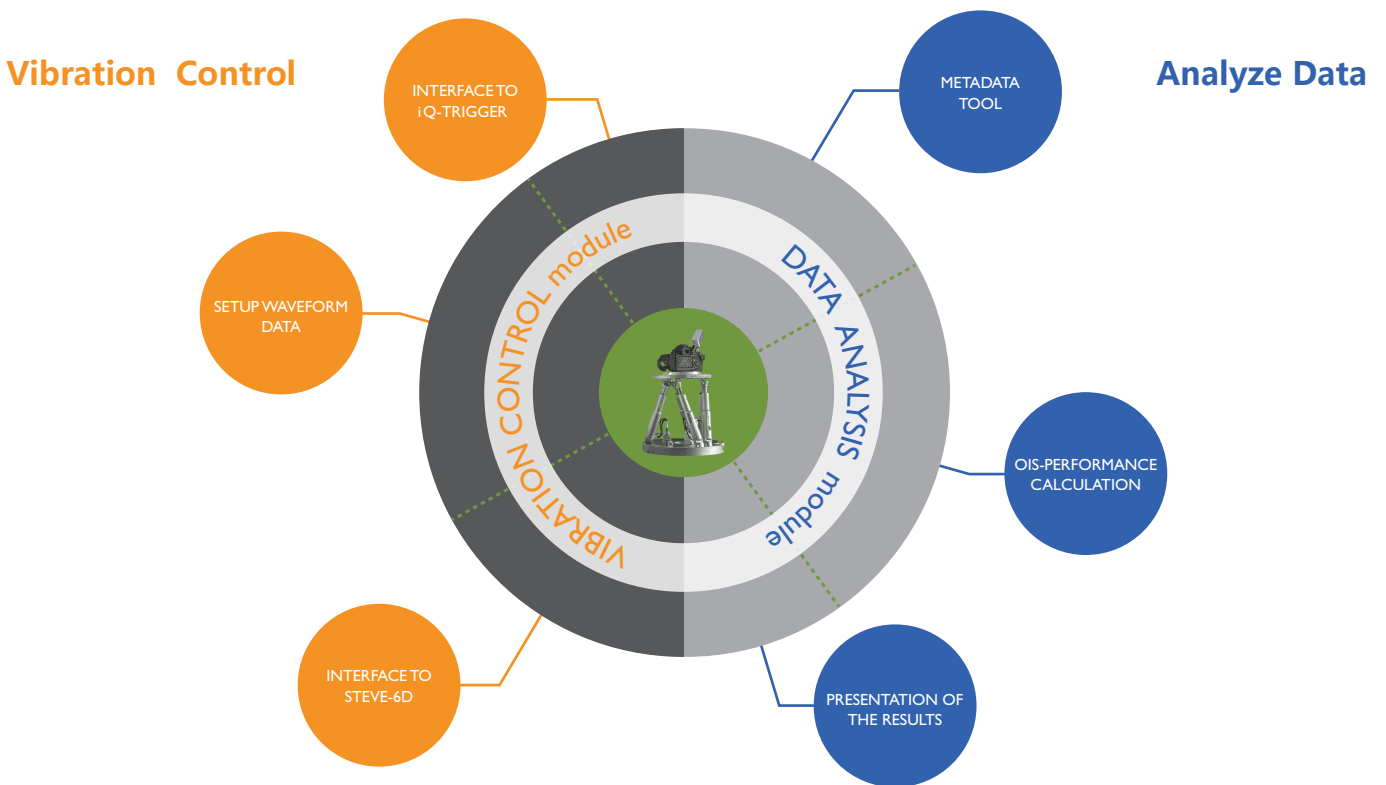 Vibration Control
Analyze Data
INTERFACE TO
iQ-TRIGGER
METADATA
TOOL
SETUP WAVEFORM
DATA
VIBRATION CONTROL module
DATA ANALYSIS module
OIS-PERFORMANCE
CALCULATION
INTERFACE TO
STEVE-6D
PRESENTATION OF
THE RESULTS